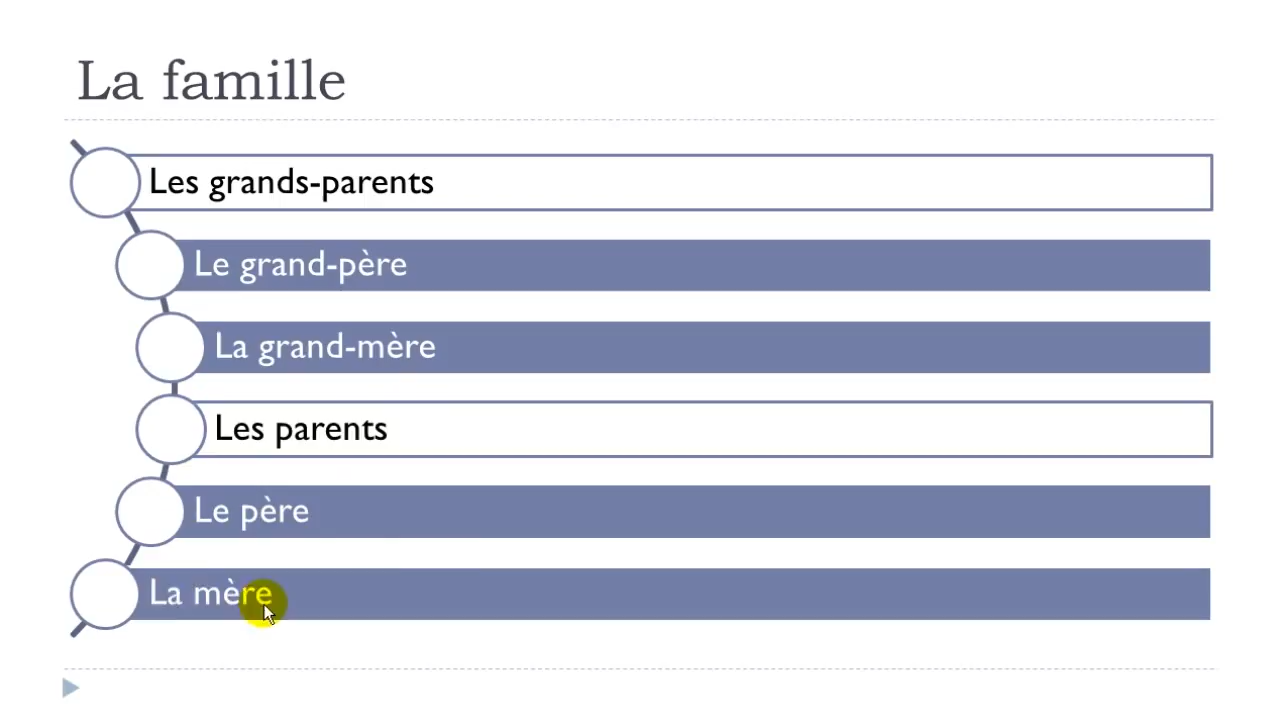 La famille
Les grands-parents
Le grand-père
La grand-mère
Les parents
Le père
La mère